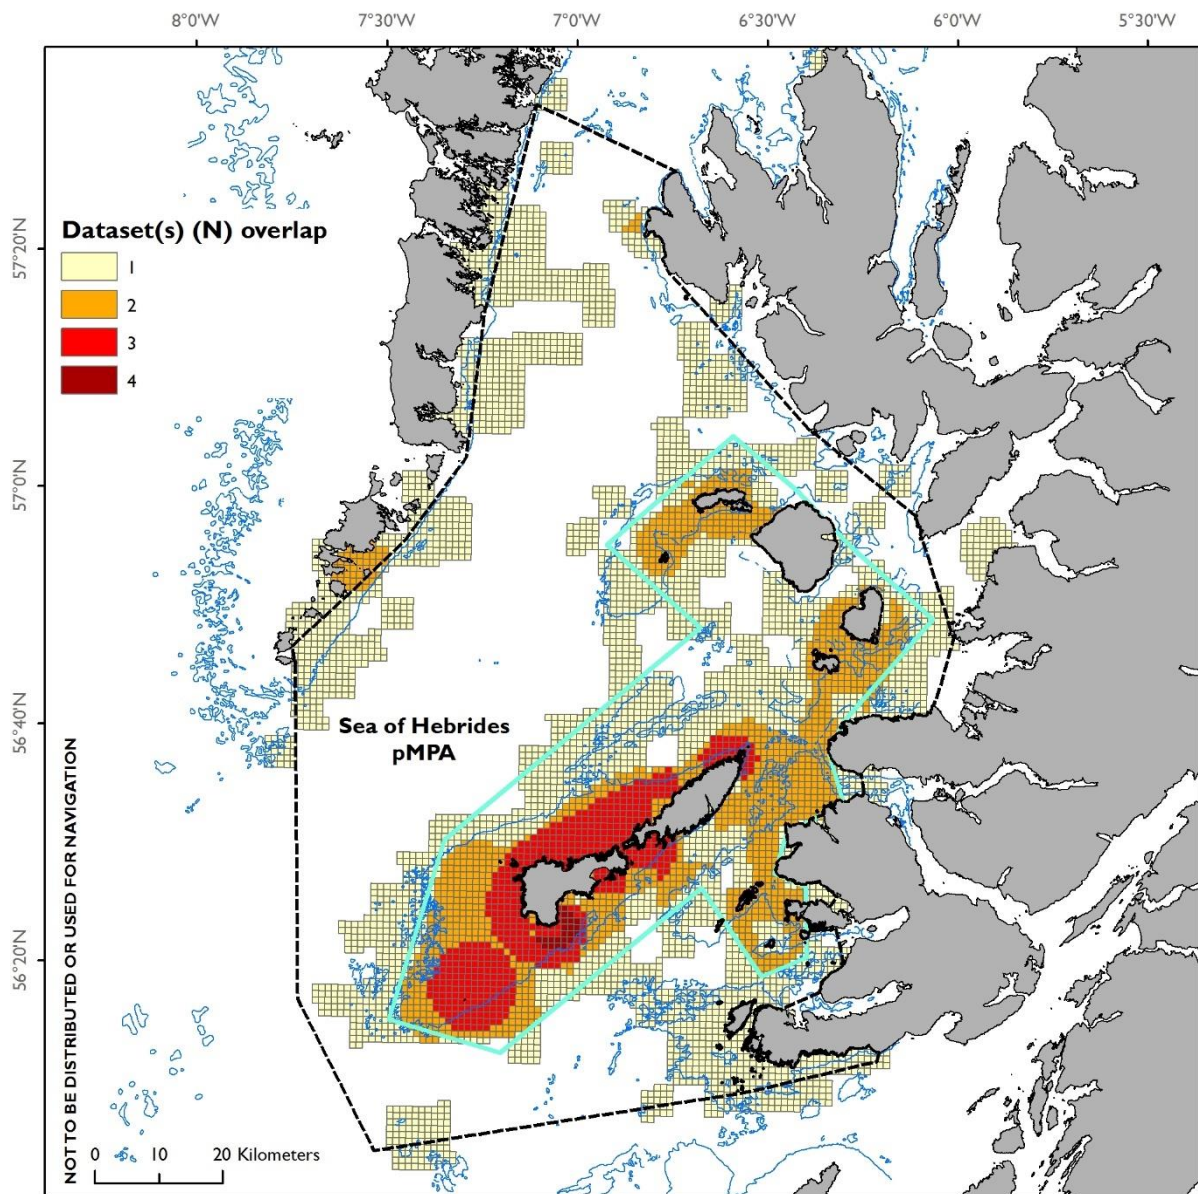 8°0'W
7°30'W
7°0'W
6°30'W
6°0'W
5°30'W
57°20'N
57°0'N
56°40'N
56°20'N
Dataset(s) (N) overlap
1
2
3
4
Sea of Hebrides
pMPA
NOT TO BE DISTRIBUTED OR USED FOR NAVIGATION
0 10 20 Kilometers